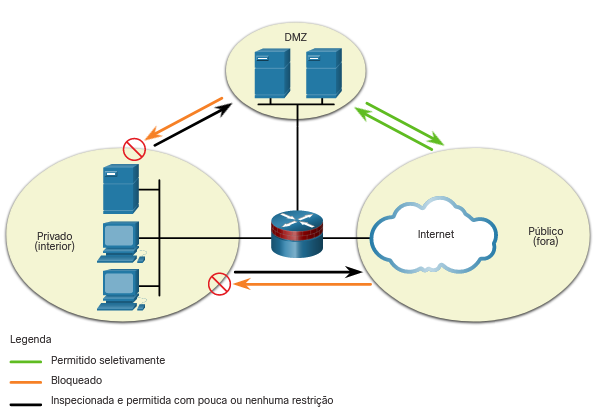 DMZ
Privado
(interior)
Internet
Público
(fora)
Legenda
Permitido seletivamente
Bloqueado
Inspecionada e permitida com pouca ou nenhuma restrição